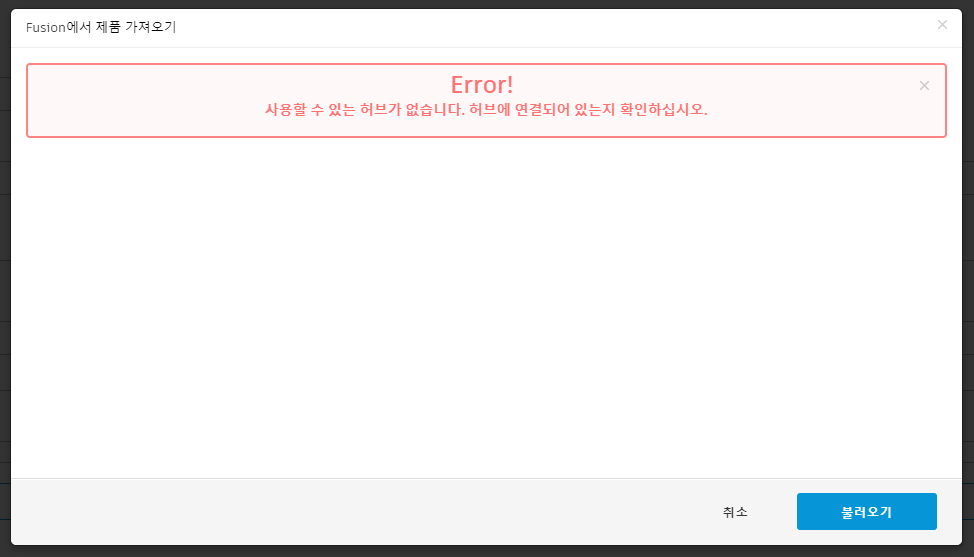 Fusion에서 제품 가져오기
Error!
사용할 수 있는 허브가 없습니다. 허브에 연결되어 있는지 확인하십시오.
취소
불러오기